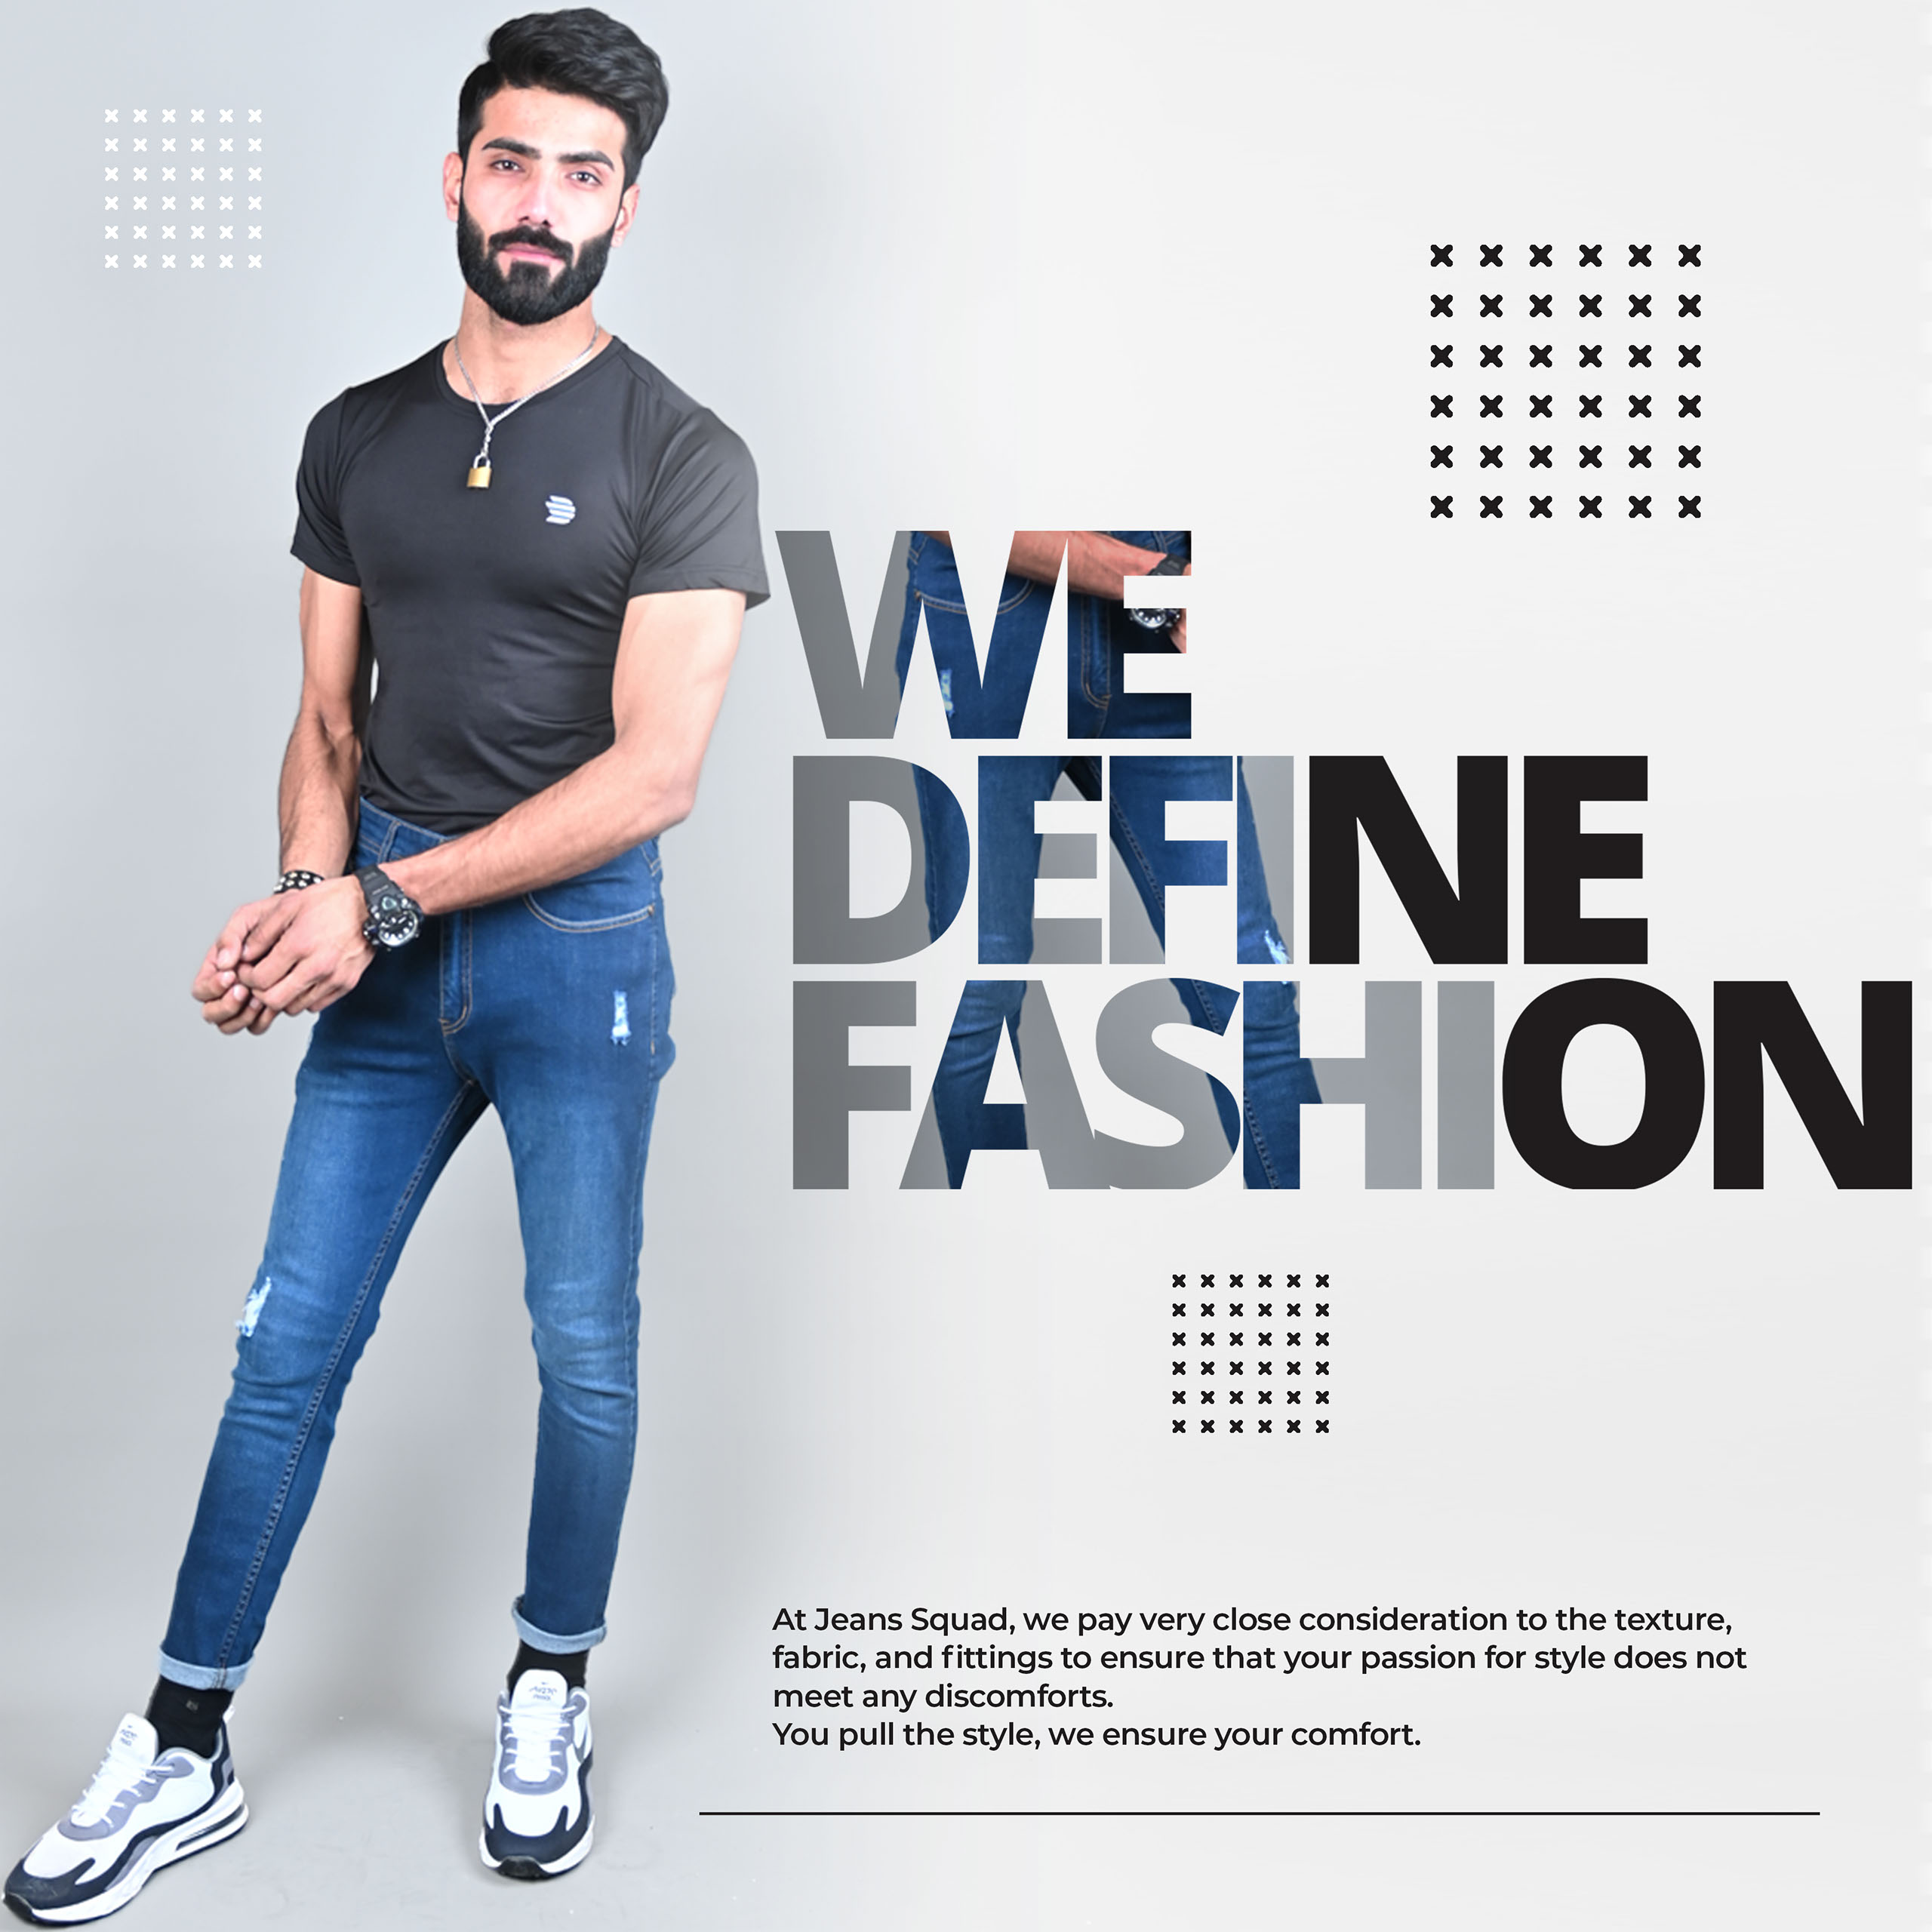 WE
DEFINE
FASHION
At Jeans Squad, we pay very close consideration to the texture,
fabric, and fittings to ensure that your passion for style does not
meet any discomforts.
You pull the style, we ensure your comfort.